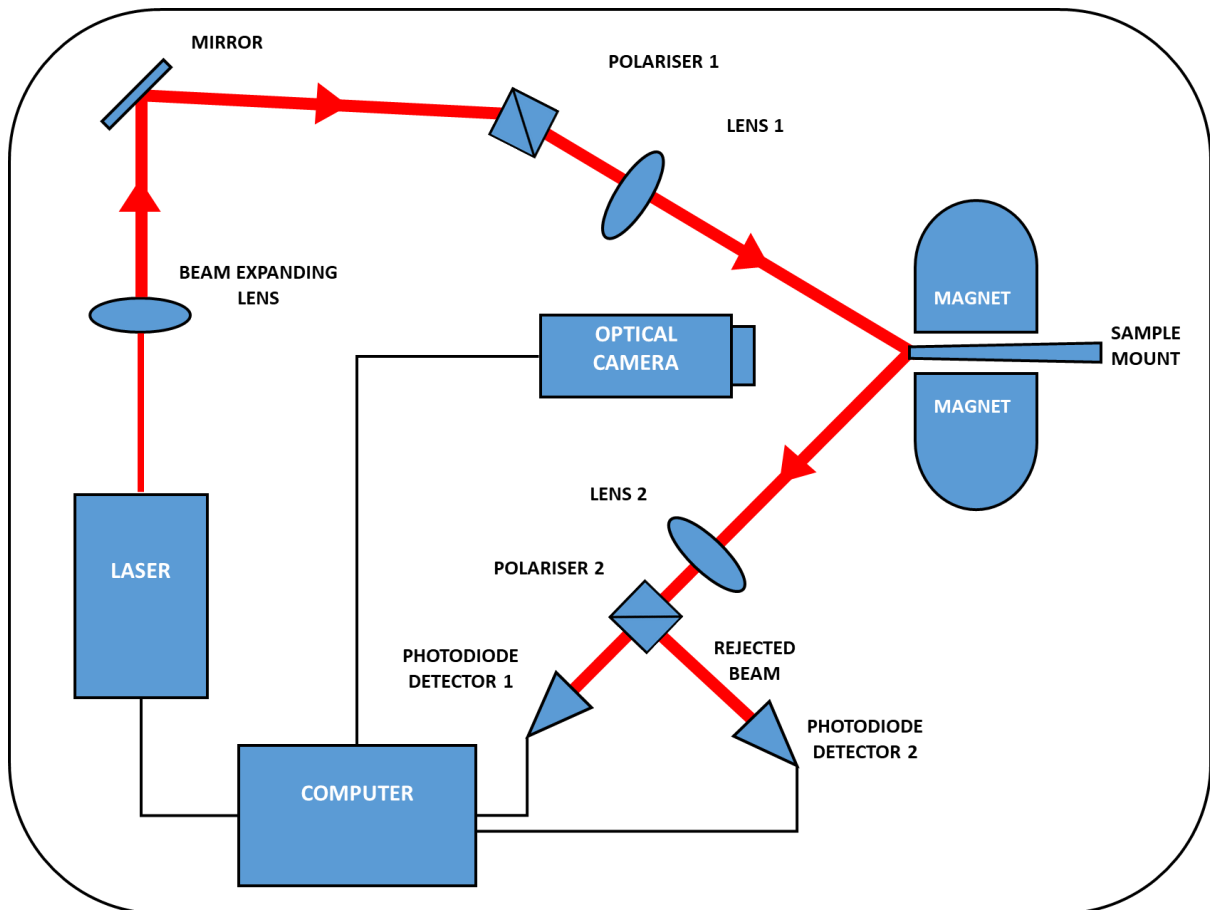 MIRROR
POLARISER 1
LENS 1
BEAM EXPANDING
LENS
MAGNET
OPTICAL
CAMERA
SAMPLE
MOUNT
MAGNET
LENS 2
LASER
POLARISER 2
PHOTODIODE
DETECTOR 1
REJECTED
BEAM
PHOTODIODE
DETECTOR 2
COMPUTER